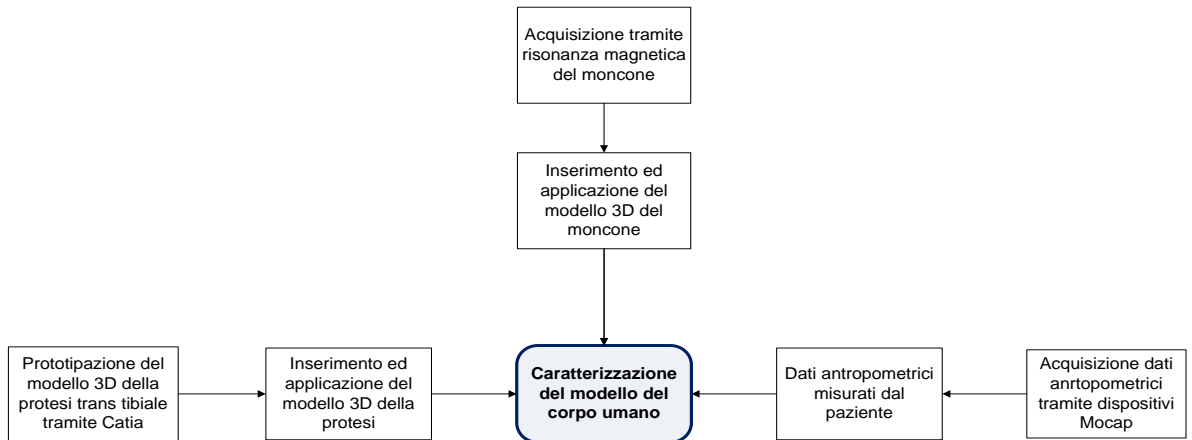 Acquisizione tramite
risonanza magnetica
del moncone
Inserimento ed
applicazione del
modello 3D del
moncone
Prototipazione del
modello 3D della
protesi trans tibiale
tramite Catia
Inserimento ed
applicazione del
modello 3D della
protesi
Caratterizzazione
del modello del
corpo umano
Dati antropometrici
misurati dal
paziente
Acquisizione dati
anrtopometrici
tramite dispositivi
Mocap